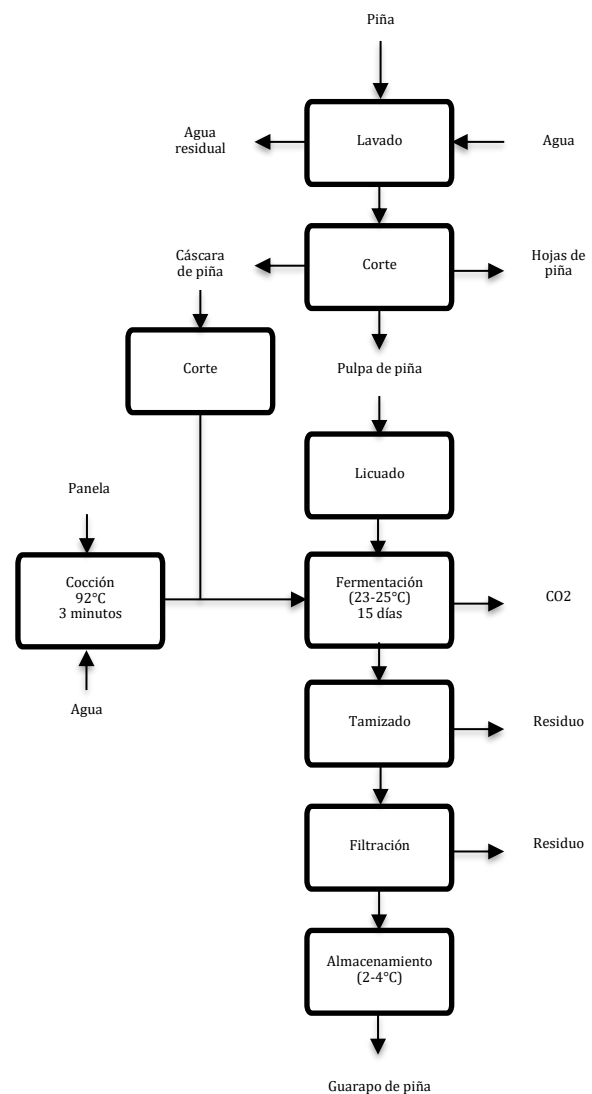 Piña
Agua
residual
Lavado
Agua
Cáscara
de piña
Corte
Hojas de
piña
Corte
Pulpa de piña
Licuado
Panela
Cocción
92°C
3 minutos
Fermentación
(23-25°C)
15 días
CO2
Agua
Tamizado
Residuo
Filtración
Residuo
Almacenamiento
(2-4°C)
Guarapo de piña